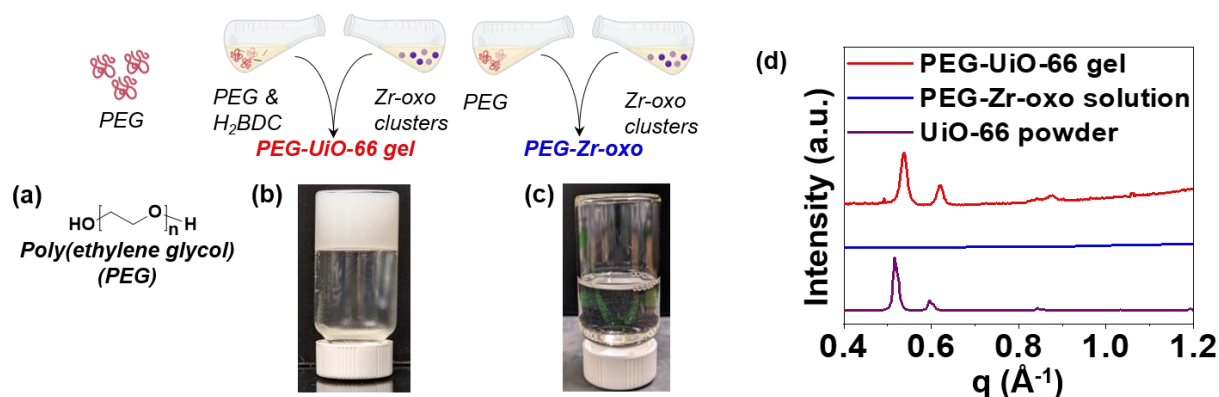 PEG
PEG &
H₂BDC
Zr-oxo
clusters
PEG-UiO-66 gel
PEG
Zr-oxo
clusters
PEG-Zr-oxo
(a)
HO
O
H
n
Poly(ethylene glycol)
(PEG)
(b)
(c)
(d)
PEG-UiO-66 gel
PEG-Zr-oxo solution
UiO-66 powder
Intensity (a.u.)
0.4 0.6 0.8 1.0 1.2
q (Å⁻¹)